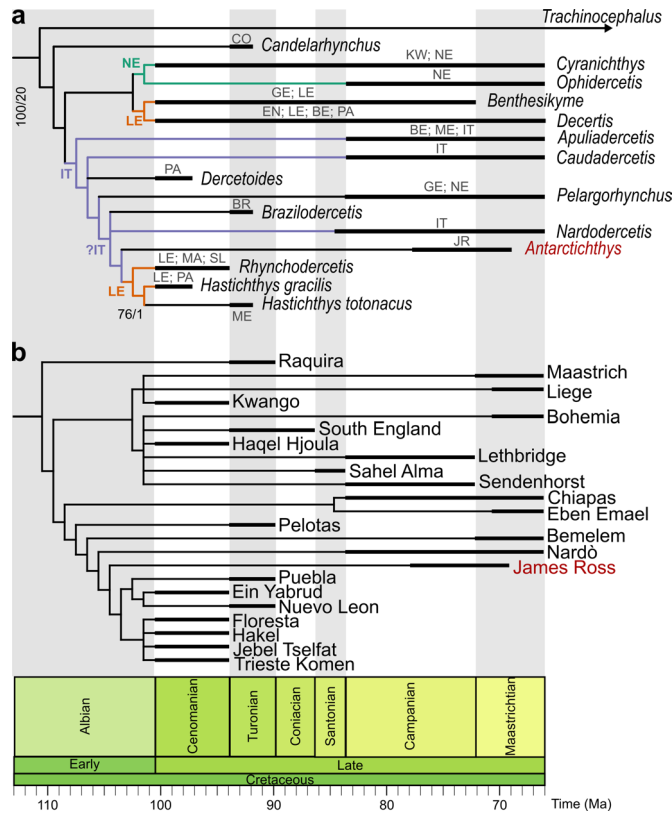 a
Trachinocephalus
CO
Candelarhynchus
100/20
NE
KW; NE
Cyranichthys
NE
Ophidercetis
GE; LE
Benthesikyme
LE
EN; LE; BE; PA
Decertis
BE; ME; IT
Apuliadercetis
IT
IT
Caudadercetis
PA
Dercetoides
GE; NE
Pelargorhynchus
BR
Brazilodercetis
IT
Nardodercetis
?IT
JR
Antarctichthys
LE; MA; SL
Rhynchodercetis
LE
LE; PA
Hastichthys gracilis
76/1
ME
Hastichthys totonacus
b
Raquira
Maastrich
Liege
Kwango
Bohemia
South England
Haqel Hjoula
Lethbridge
Sahel Alma
Sendenhorst
Chiapas
Eben Emael
Pelotas
Bemelem
Nardò
James Ross
Puebla
Ein Yabrud
Nuevo Leon
Floresta
Hakel
Jebel Tselfat
Trieste Komen
Albian
Cenomanian
Turonian
Coniacian
Santonian
Campanian
Maastrichtian
Early
Late
Cretaceous
110 100 90 80 70 Time (Ma)